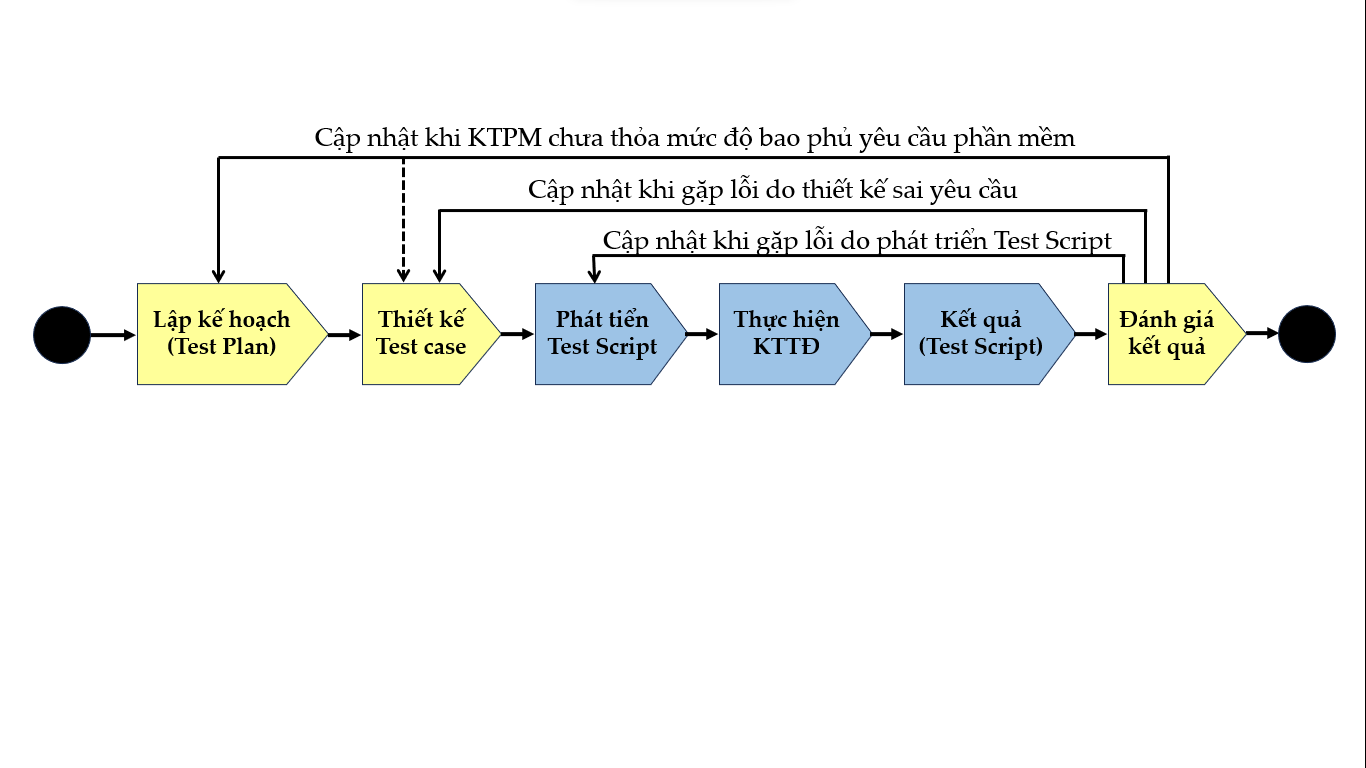 Cập nhật khi KTPM chưa thỏa mức độ bao phủ yêu cầu phần mềm
Cập nhật khi gặp lỗi do thiết kế sai yêu cầu
Cập nhật khi gặp lỗi do phát triển Test Script
Lập kế hoạch
(Test Plan)
Thiết kế
Test case
Phát tiển
Test Script
Thực hiện
KTTĐ
Kết quả
(Test Script)
Đánh giá
kết quả